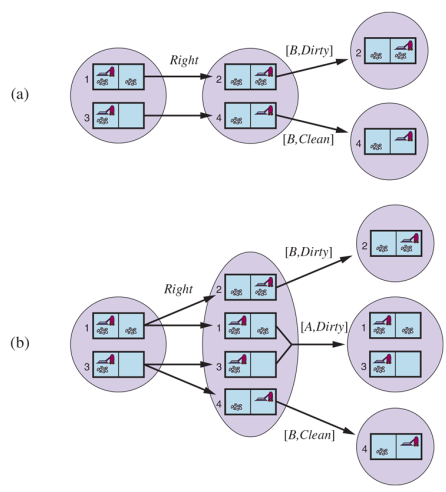 (a)
Right
[B,Dirty]
[B,Clean]
1
3
2
4
2
4
(b)
Right
[B,Dirty]
[A,Dirty]
[B,Clean]
1
3
2
1
3
4
2
1
3
4